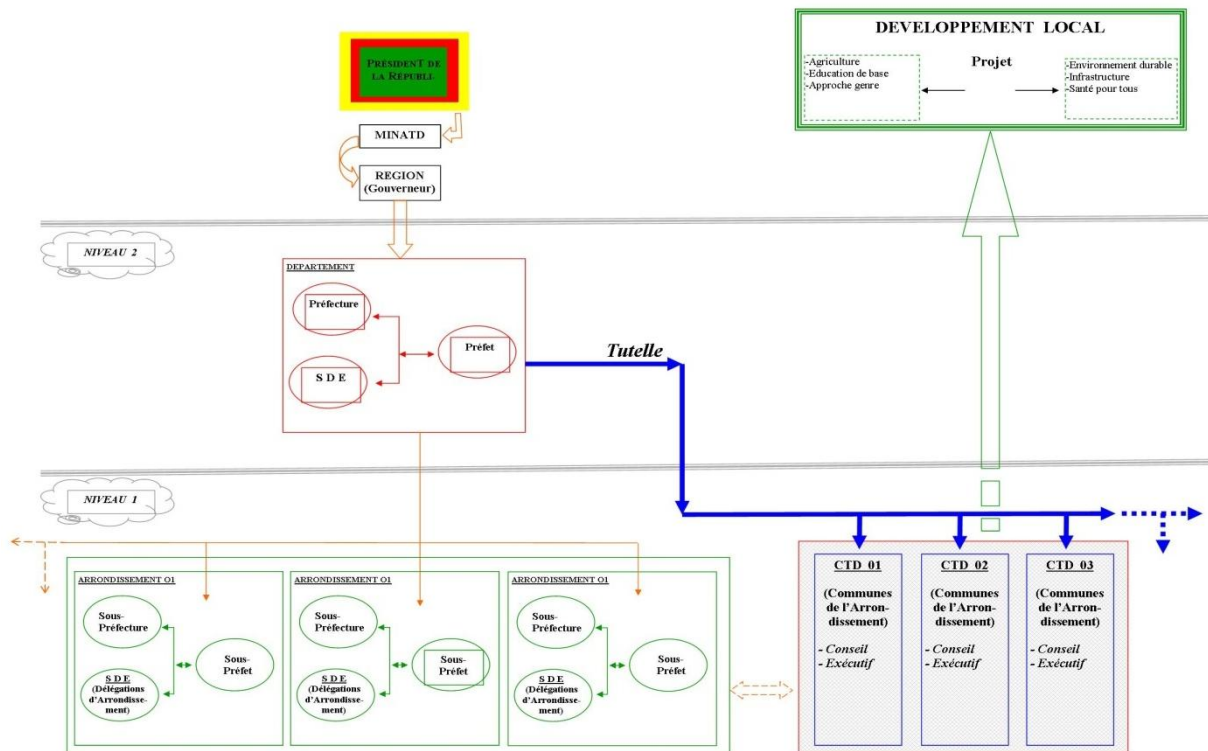 PRÉSIDENT DE
LA RÉPUBLI-
MINATD
REGION
(Gouverneur)
DEVELOPPEMENT LOCAL
-Agriculture
-Education de base
-Approche genre
Projet
-Environnement durable
-Infrastructure
-Santé pour tous
NIVEAU 2
DEPARTEMENT
Préfecture
Préfet
S D E
Tutelle
NIVEAU 1
ARRONDISSEMENT O1
Sous-
Préfecture
Sous-
Préfet
S D E
(Délégations
d'Arrondisse-
ment)
ARRONDISSEMENT O1
Sous-
Préfecture
Sous-
Préfet
S D E
(Délégations
d'Arrondisse-
ment)
ARRONDISSEMENT O1
Sous-
Préfecture
Sous-
Préfet
S D E
(Délégations
d'Arrondisse-
ment)
CTD 01
(Communes
de l'Arron-
dissement)
- Conseil
- Exécutif
CTD 02
(Communes
de l'Arron-
dissement)
- Conseil
- Exécutif
CTD 03
(Communes
de l'Arron-
dissement)
- Conseil
- Exécutif